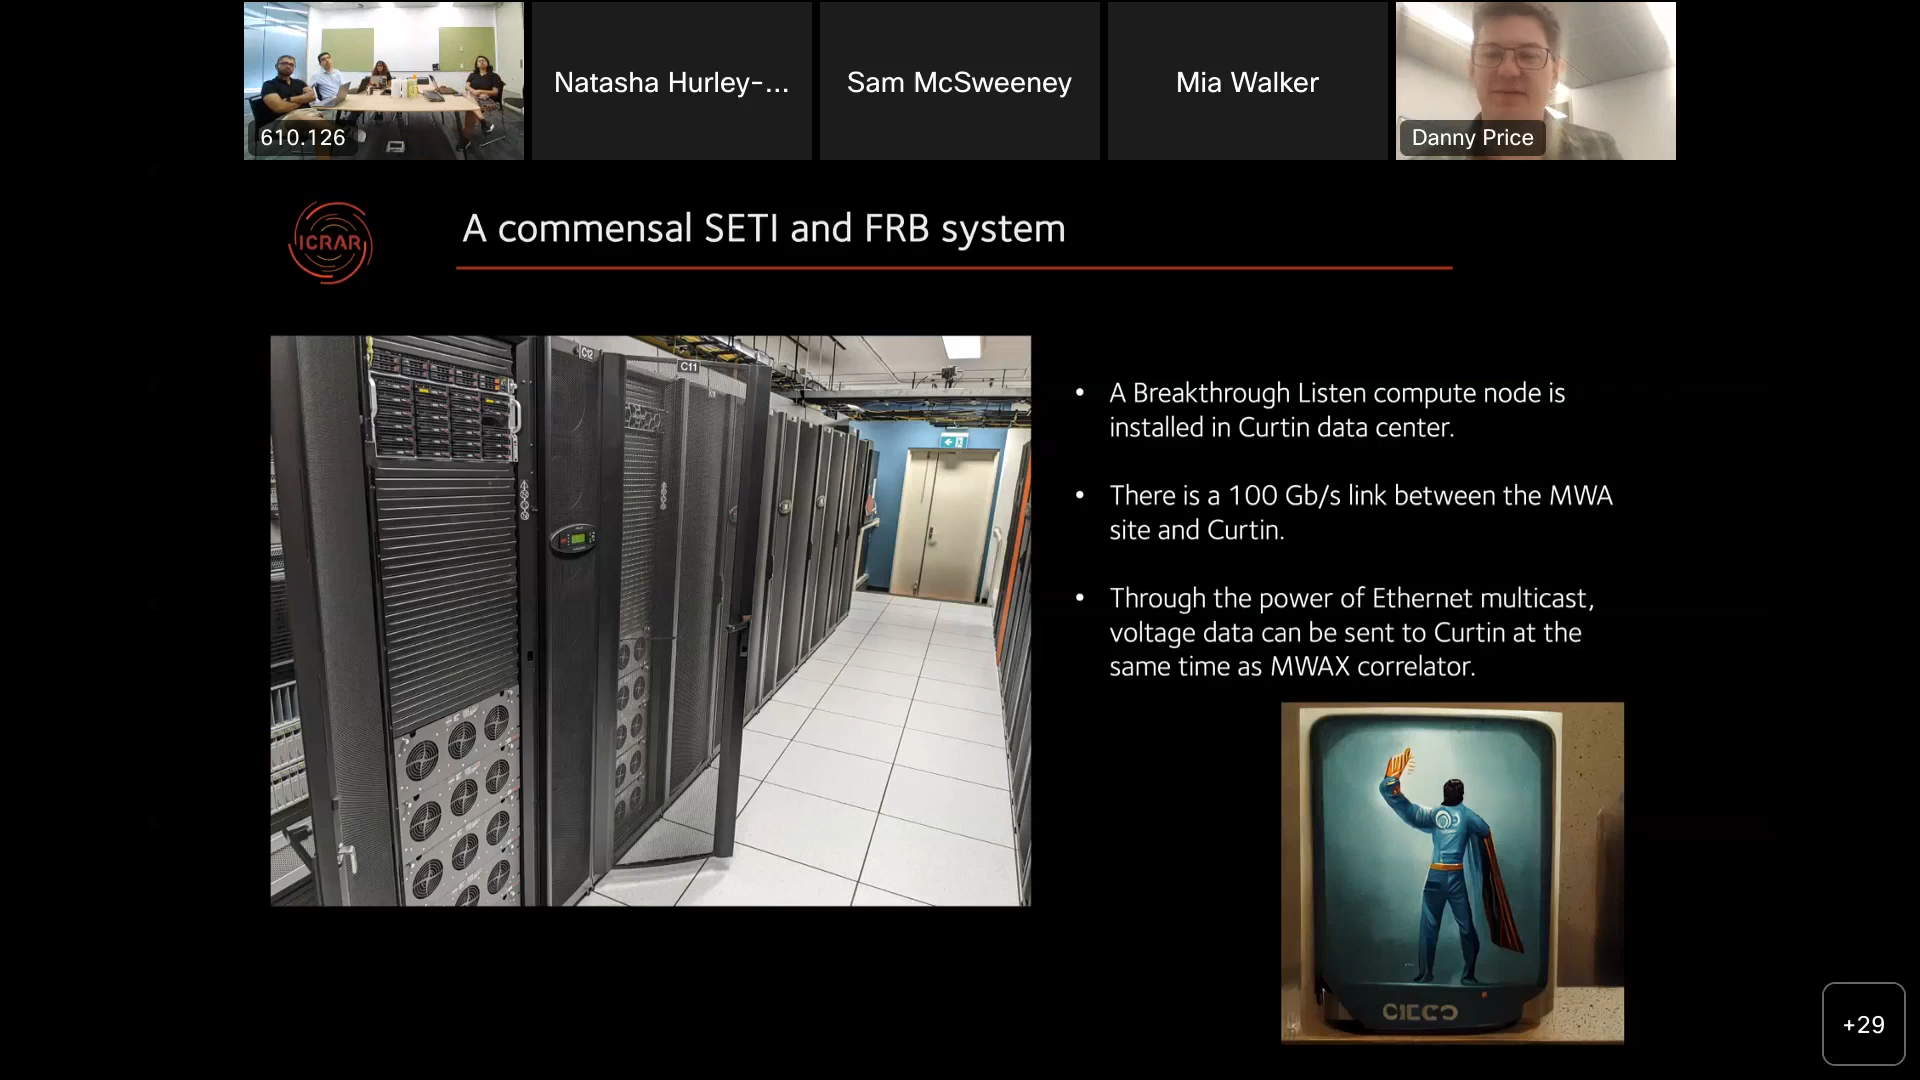 610.126
Natasha Hurley-...
Sam McSweeney
Mia Walker
Danny Price
ICRAR
A commensal SETI and FRB system
C12
C11
• A Breakthrough Listen compute node is
installed in Curtin data center.
• There is a 100 Gb/s link between the MWA
site and Curtin.
• Through the power of Ethernet multicast,
voltage data can be sent to Curtin at the
same time as MWAX correlator.
+29